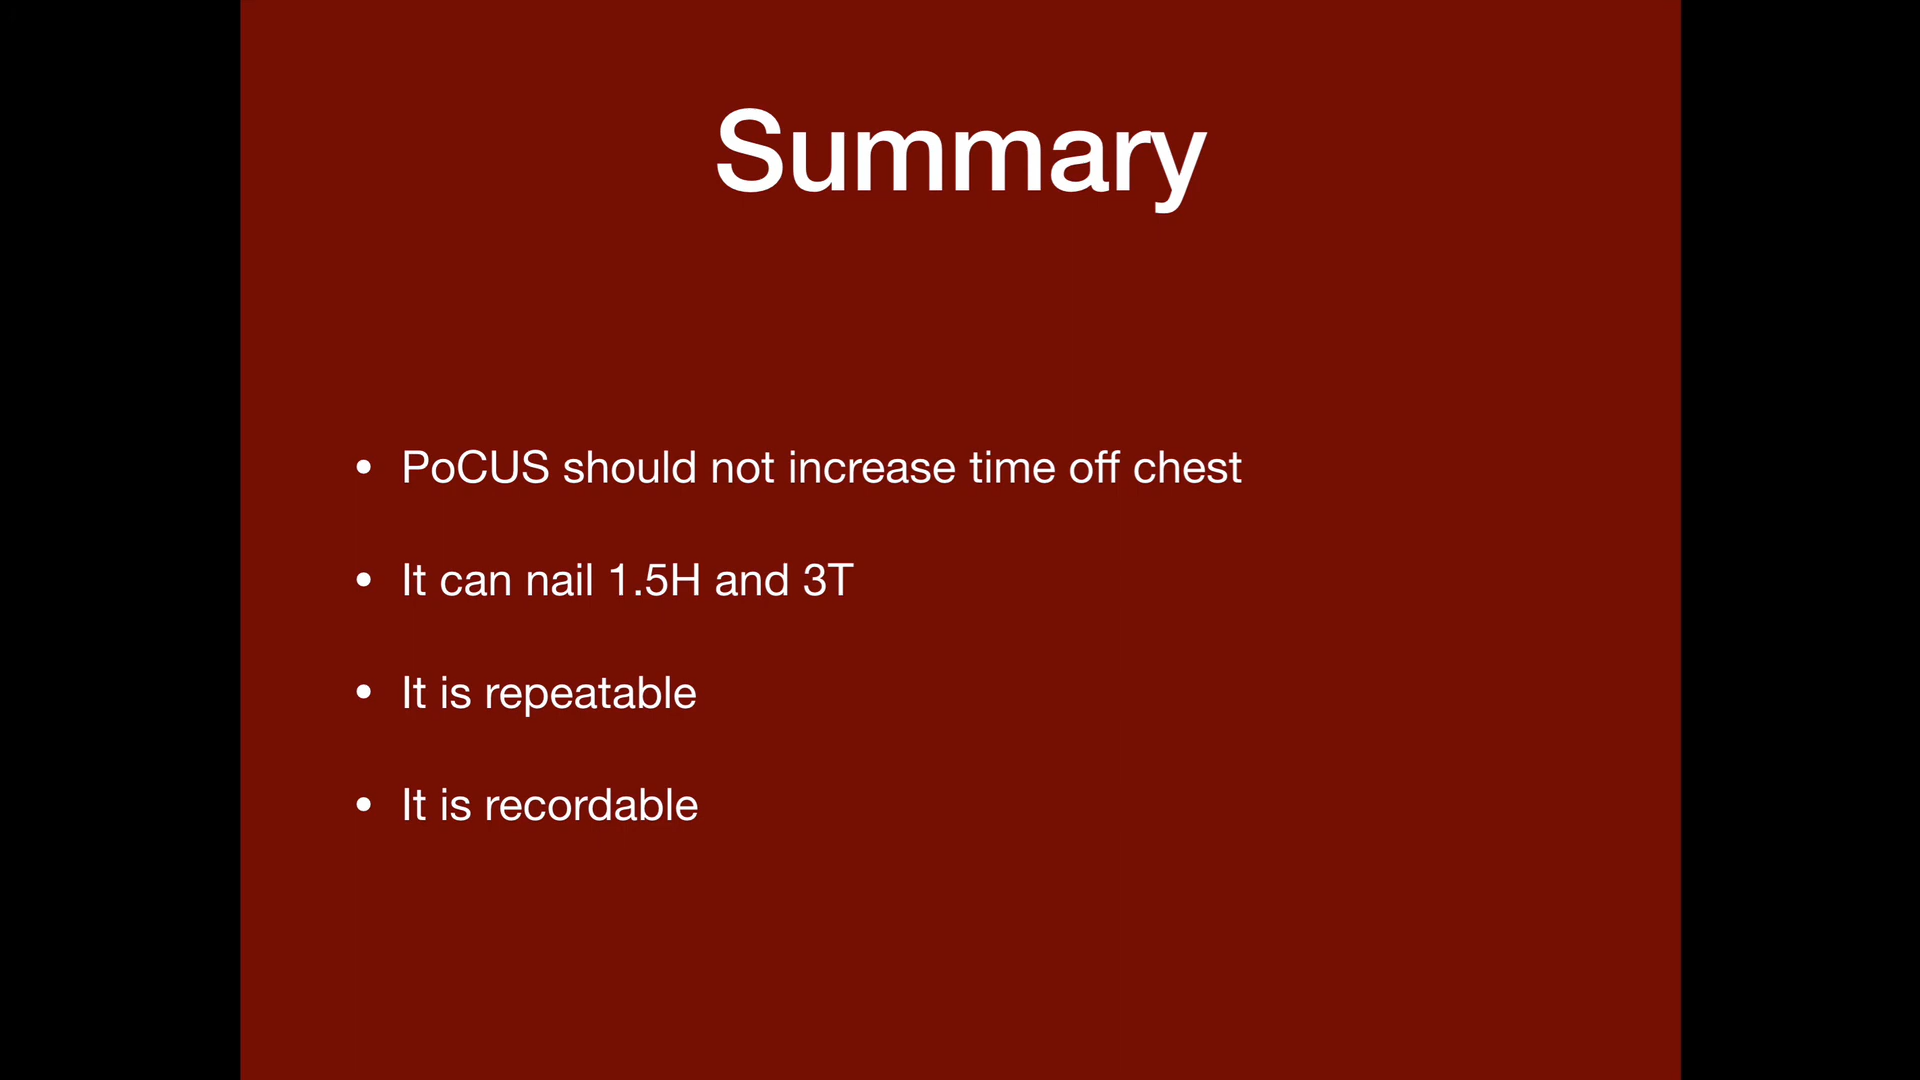 Summary
• PoCUS should not increase time off chest
• It can nail 1.5H and 3T
• It is repeatable
• It is recordable